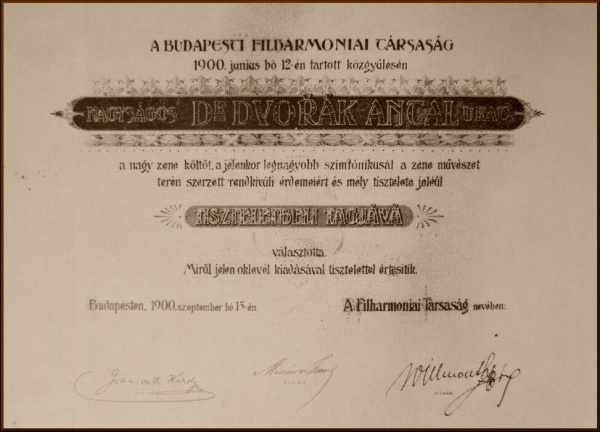 A BUDAPESTI FILHARMONIAI TÁRSASÁG
1900. junius hó 12-én tartott közgyűlésén
NAGYSÁGOS DR. DVOŘÁK ANTAL URAT
a nagy zene költőt, a jelenkor legnagyobb szimfónikusát a zene művészet
terén szerzett rendkivüli érdemeiért és mély tisztelete jeléül
TISZTELETBELI TAGJÁVÁ
választotta.
Miről jelen oklevél kiadásával tisztelettel értesitik.
Budapesten, 1900. szeptember hó 15-én.
A Filharmoniai Társaság nevében: